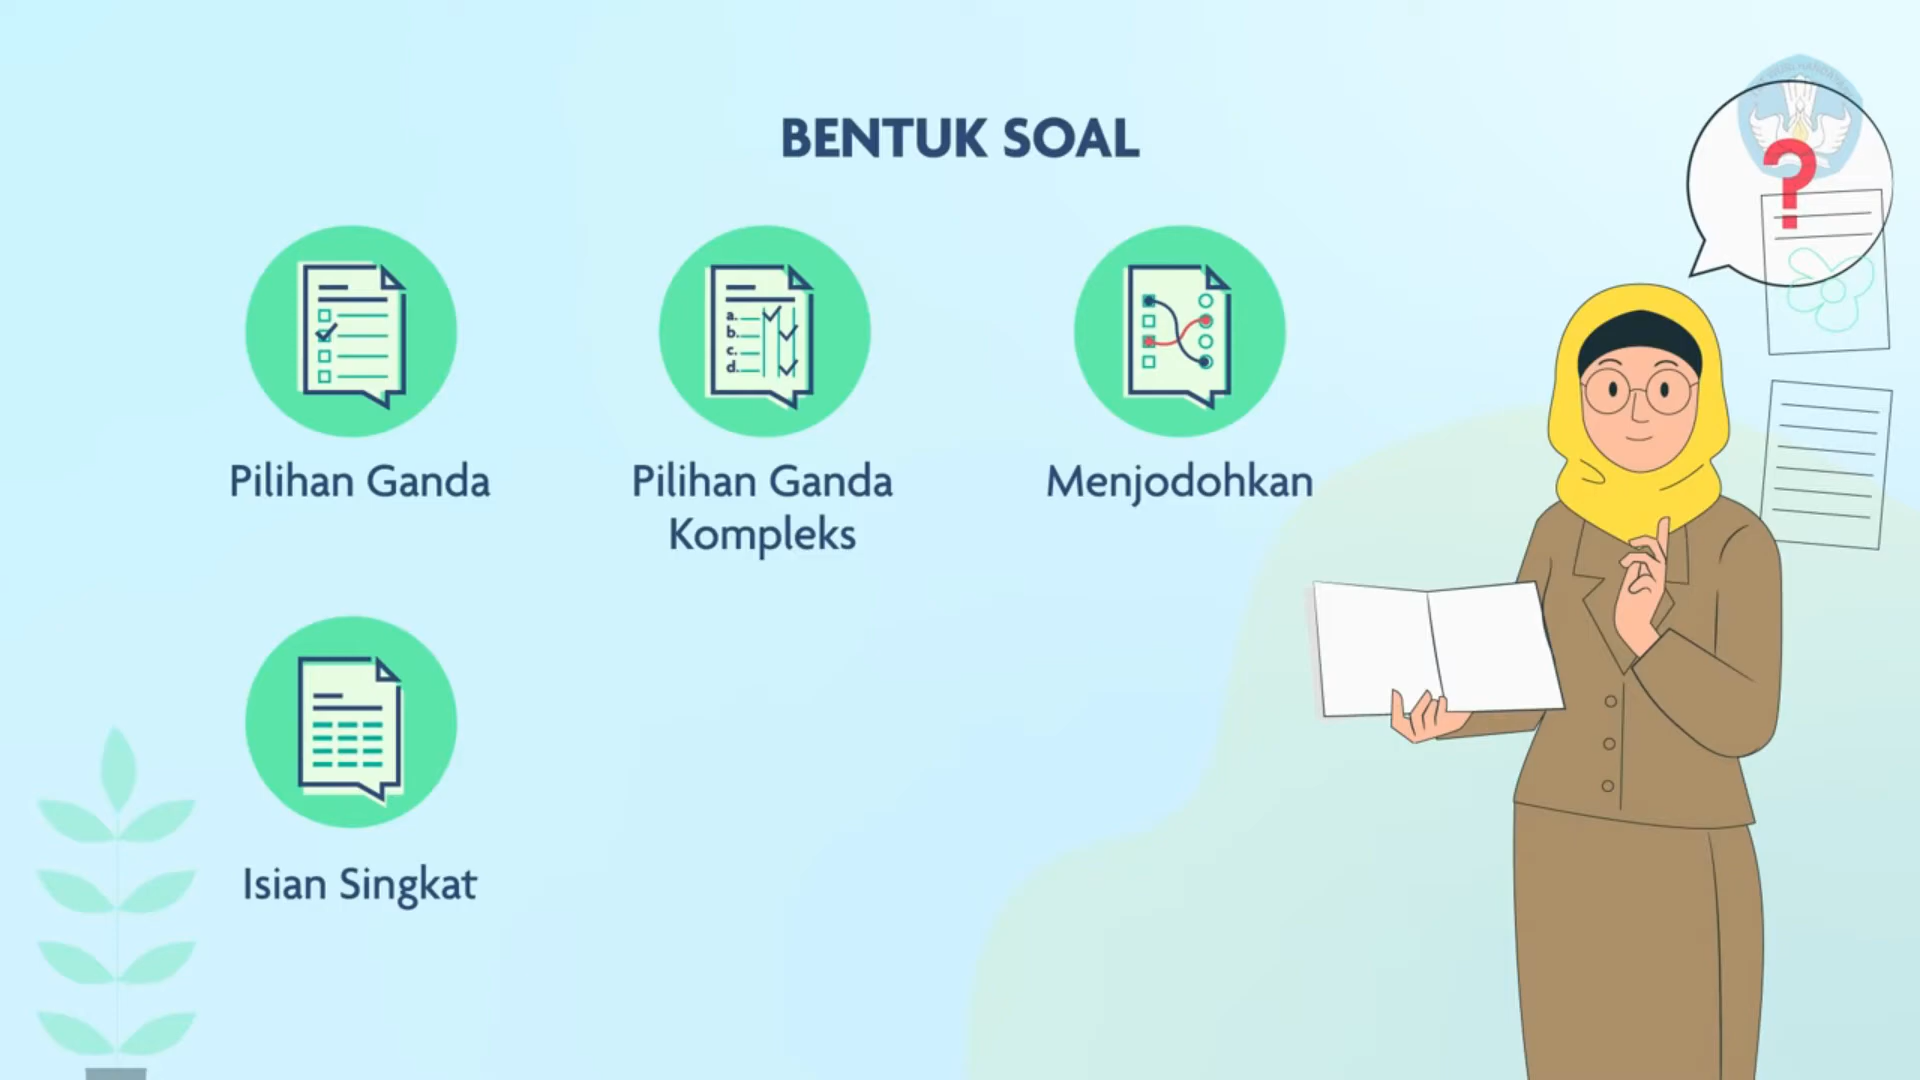 BENTUK SOAL
Pilihan Ganda
Pilihan Ganda
Kompleks
Menjodohkan
a.
b.
c.
d.
?
Isian Singkat